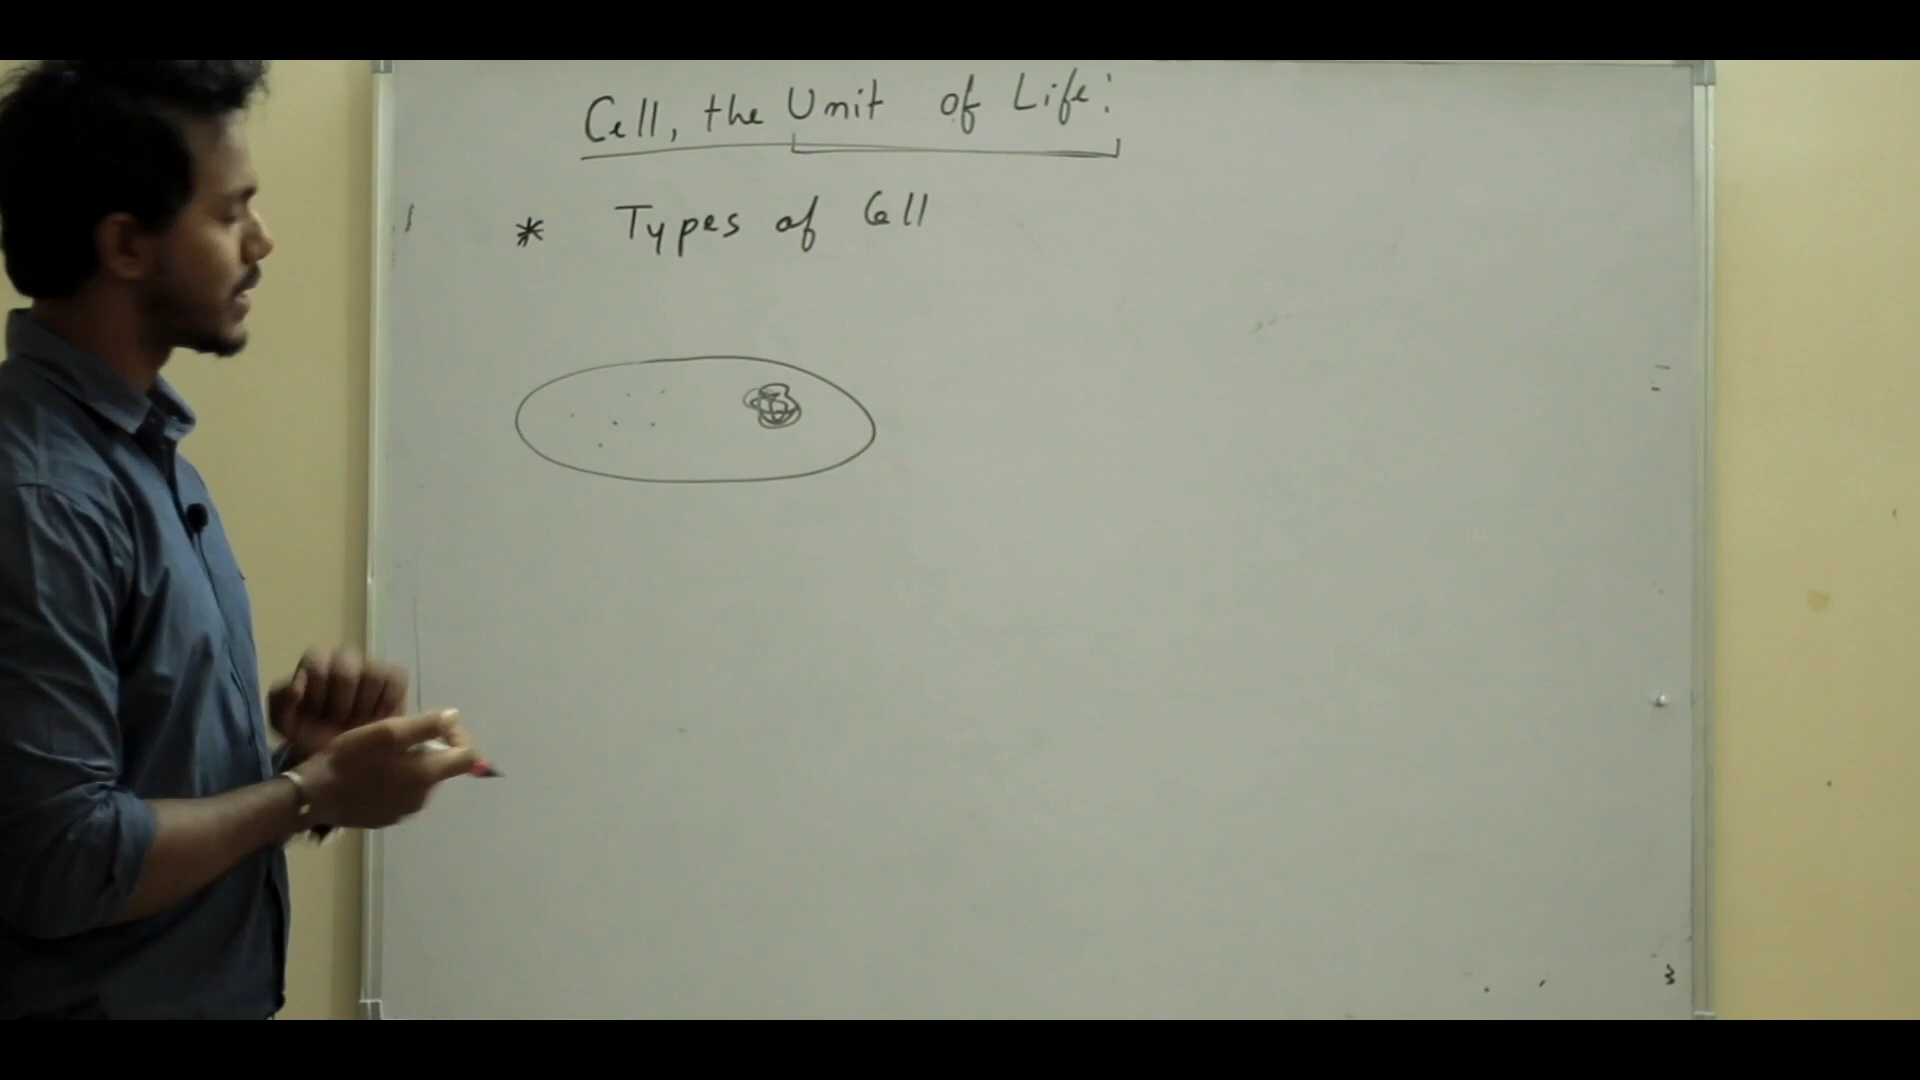 Cell, the Unit of Life:
* Types of Cell